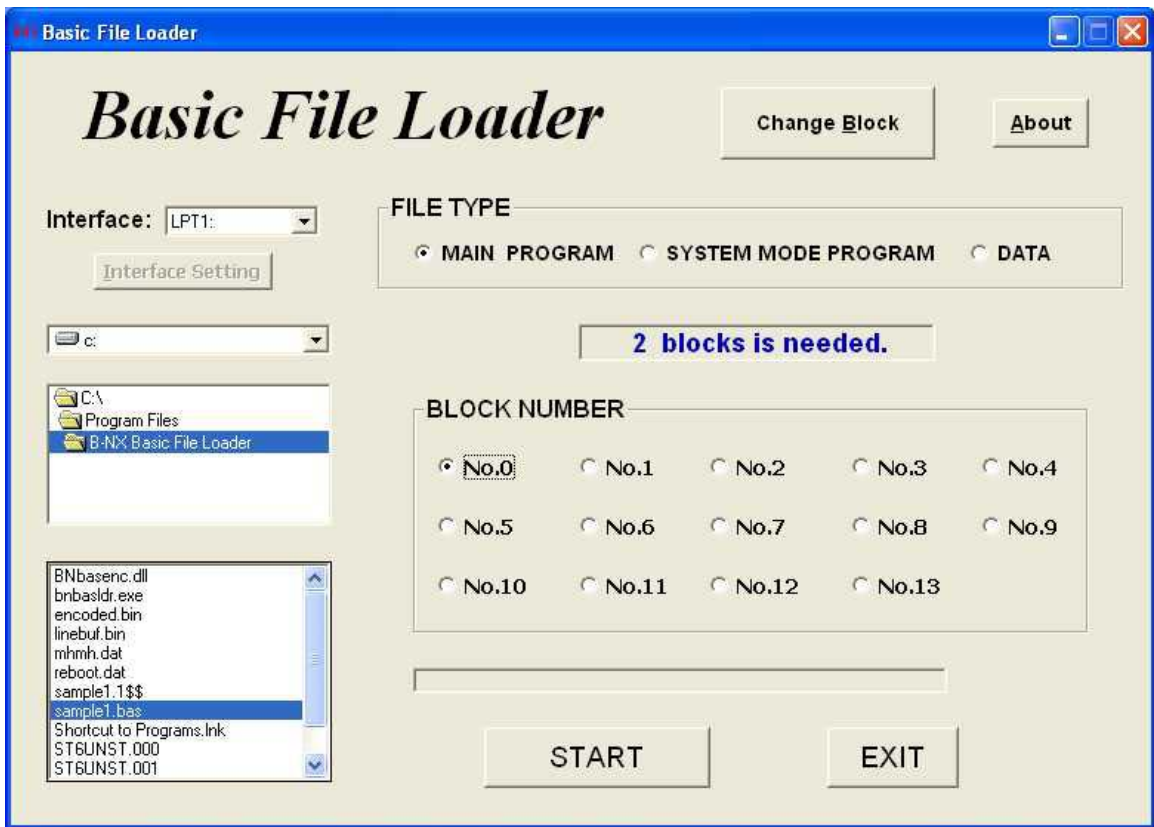 Basic File Loader
Basic File Loader
Change Block
About
Interface: LPT1:
Interface Setting
FILE TYPE
MAIN PROGRAM SYSTEM MODE PROGRAM DATA
c:
2 blocks is needed.
C:\
Program Files
B-NX Basic File Loader
BLOCK NUMBER
No.0 No.1 No.2 No.3 No.4
No.5 No.6 No.7 No.8 No.9
No.10 No.11 No.12 No.13
BNbasenc.dll
bnbasldr.exe
encoded.bin
linebuf.bin
mhmh.dat
reboot.dat
sample1.1$$
sample1.bas
Shortcut to Programs.lnk
ST6UNST.000
ST6UNST.001
START
EXIT